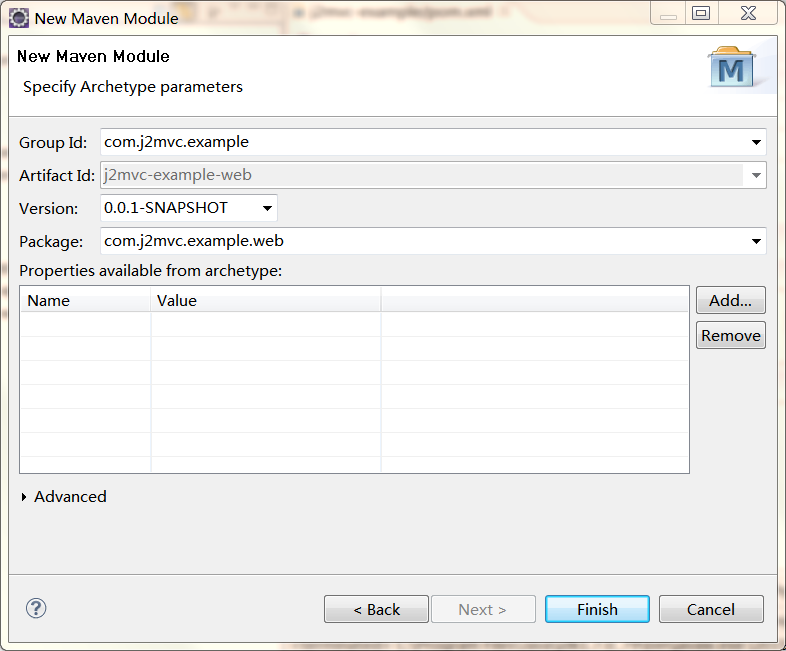 New Maven Module
New Maven Module
Specify Archetype parameters
M
Group Id: com.j2mvc.example
Artifact Id: j2mvc-example-web
Version: 0.0.1-SNAPSHOT
Package: com.j2mvc.example.web
Properties available from archetype:
Name Value
Add...
Remove
Advanced
? < Back Next > Finish Cancel